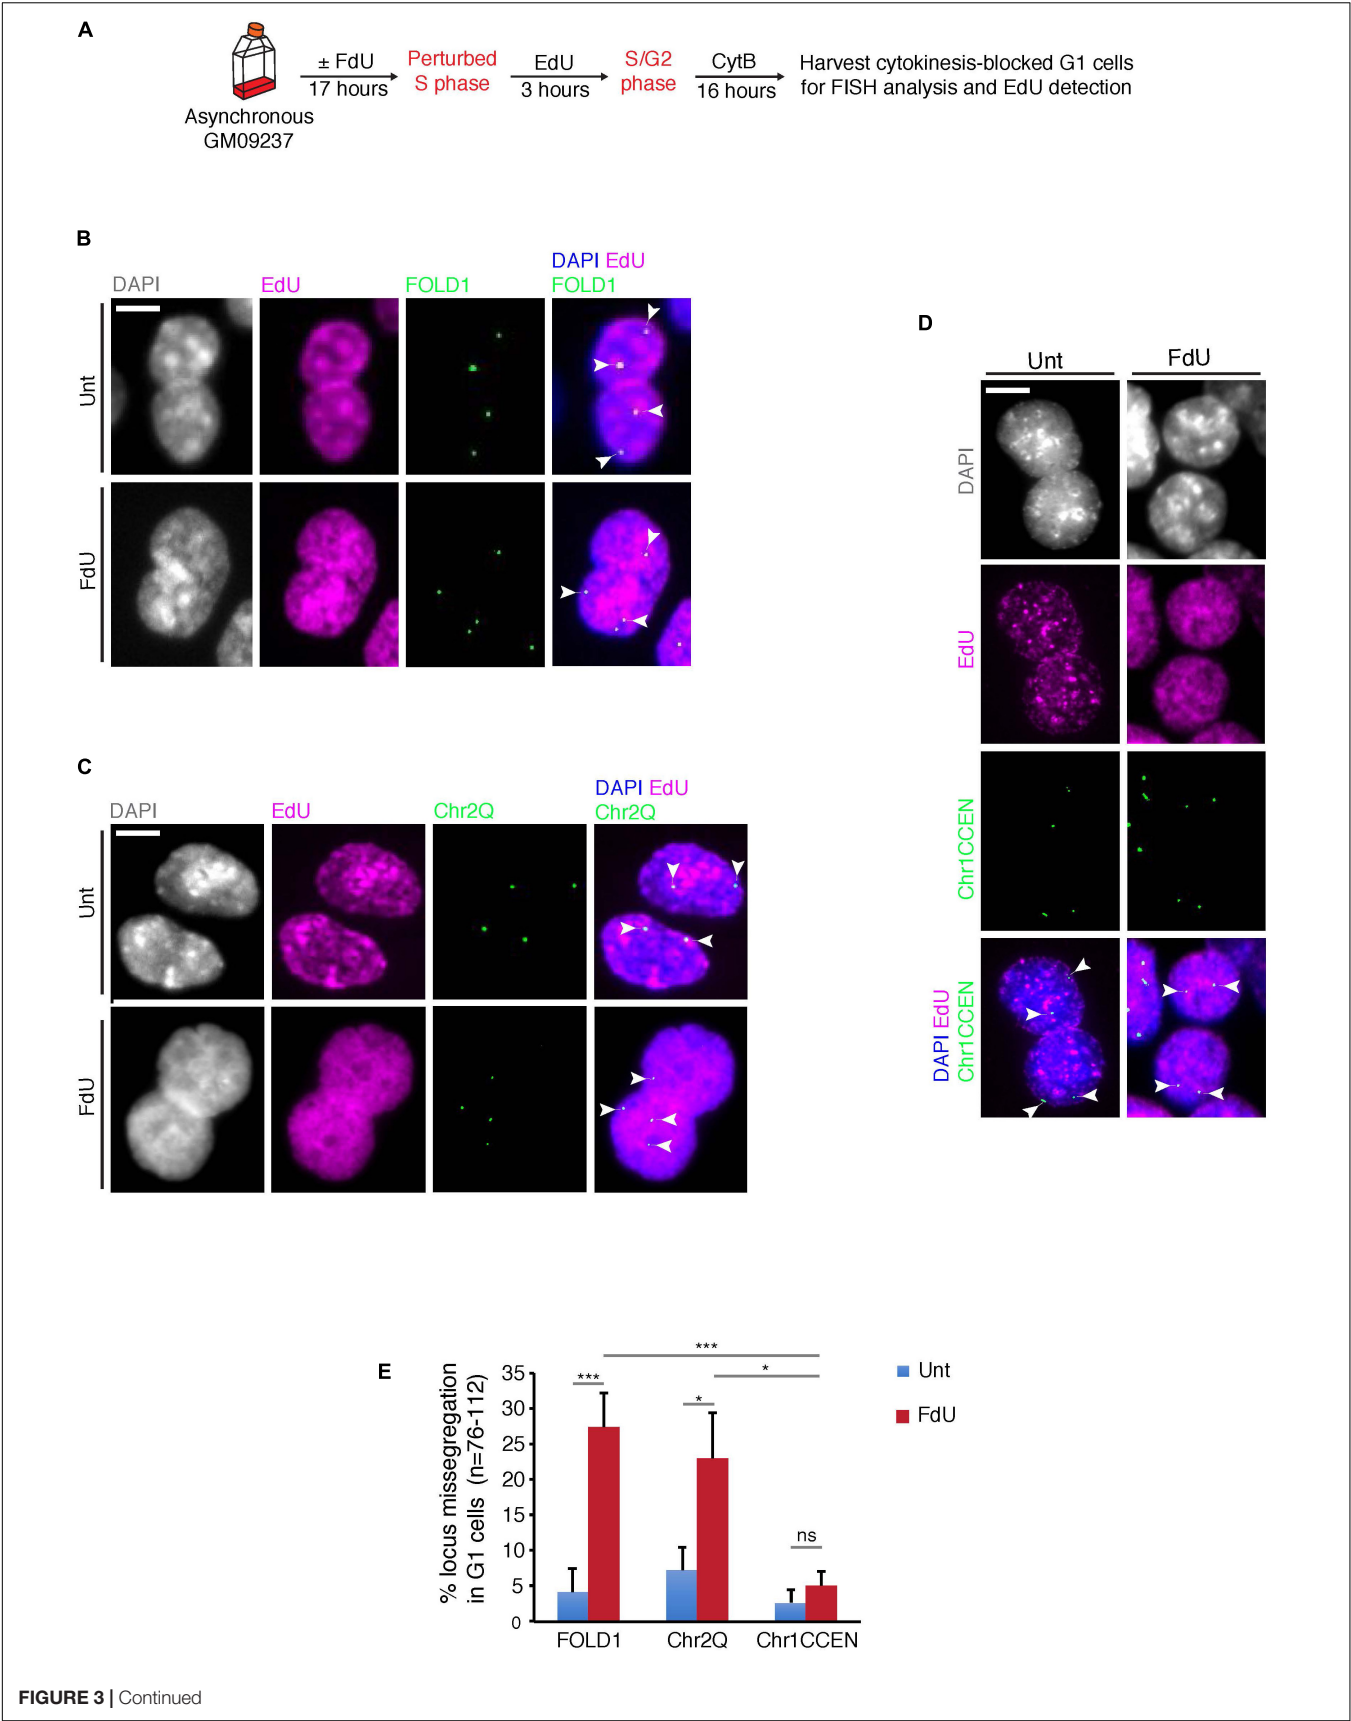 A
± FdU
17 hours
Perturbed
S phase
EdU
3 hours
S/G2
phase
CytB
16 hours
Harvest cytokinesis-blocked G1 cells
for FISH analysis and EdU detection
Asynchronous
GM09237
B
DAPI
EdU
FOLD1
DAPI EdU
FOLD1
Unt
FdU
C
DAPI
EdU
Chr2Q
DAPI EdU
Chr2Q
Unt
FdU
D
Unt
FdU
DAPI
EdU
Chr1CCEN
DAPI EdU
Chr1CCEN
E
% locus missegregation
in G1 cells (n=76-112)
35
30
25
20
15
10
5
0
***
***
*
*
ns
FOLD1
Chr2Q
Chr1CCEN
Unt
FdU
FIGURE 3 | Continued